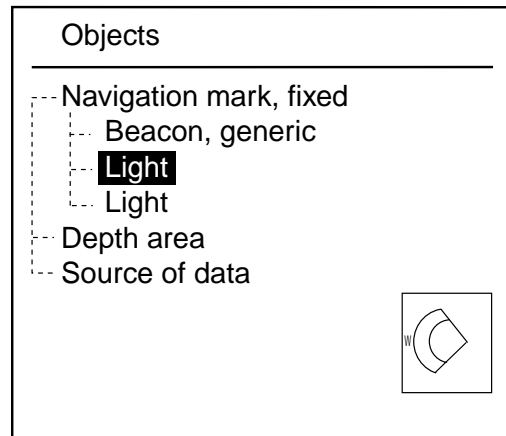 Objects
Navigation mark, fixed
Beacon, generic
Light
Light
Depth area
Source of data
W